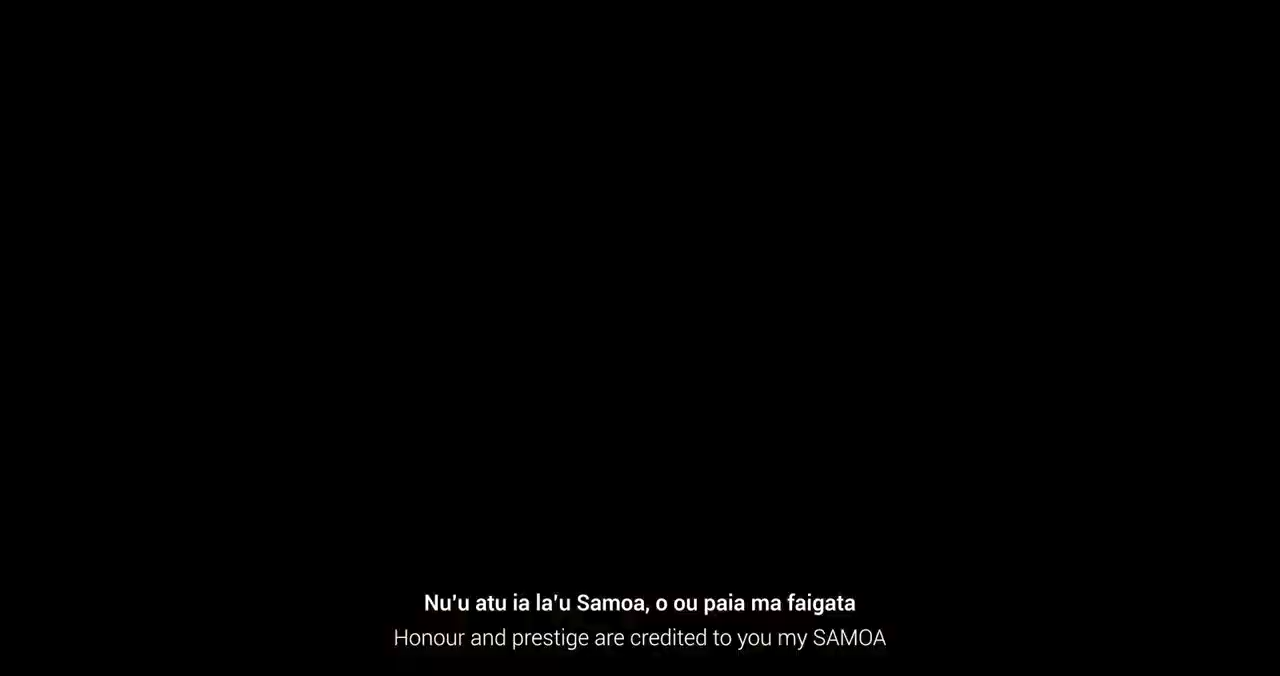 Nu'u atu ia la'u Samoa, o ou paia ma faigata
Honour and prestige are credited to you my SAMOA